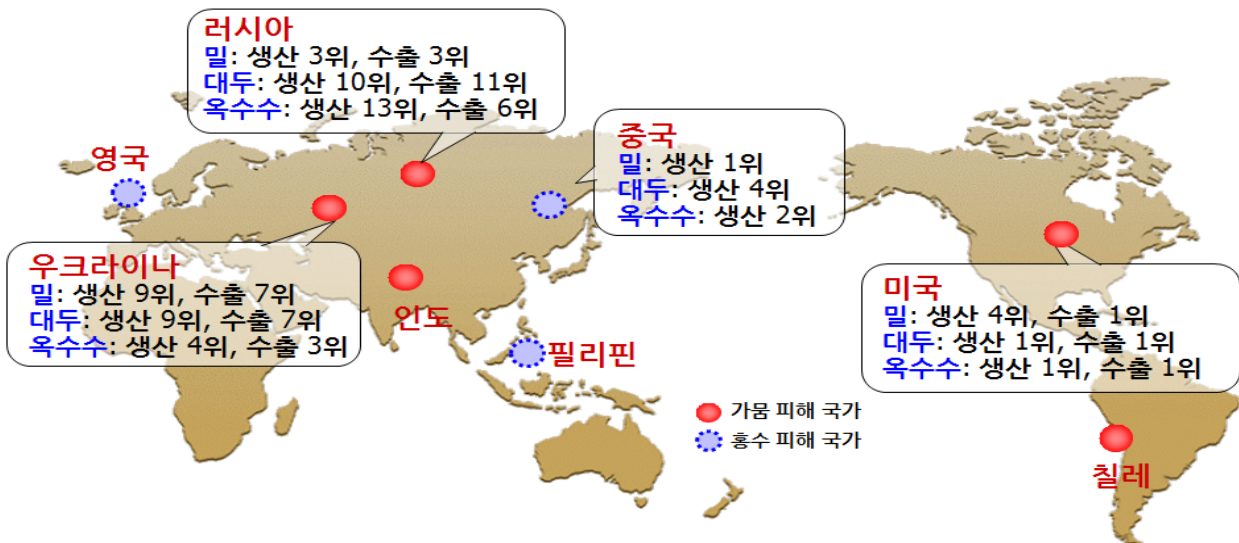 러시아
밀: 생산 3위, 수출 3위
대두: 생산 10위, 수출 11위
옥수수: 생산 13위, 수출 6위
중국
밀: 생산 1위
대두: 생산 4위
옥수수: 생산 2위
영국
우크라이나
밀: 생산 9위, 수출 7위
대두: 생산 9위, 수출 7위
옥수수: 생산 4위, 수출 3위
인도
필리핀
미국
밀: 생산 4위, 수출 1위
대두: 생산 1위, 수출 1위
옥수수: 생산 1위, 수출 1위
가뭄 피해 국가
홍수 피해 국가
칠레